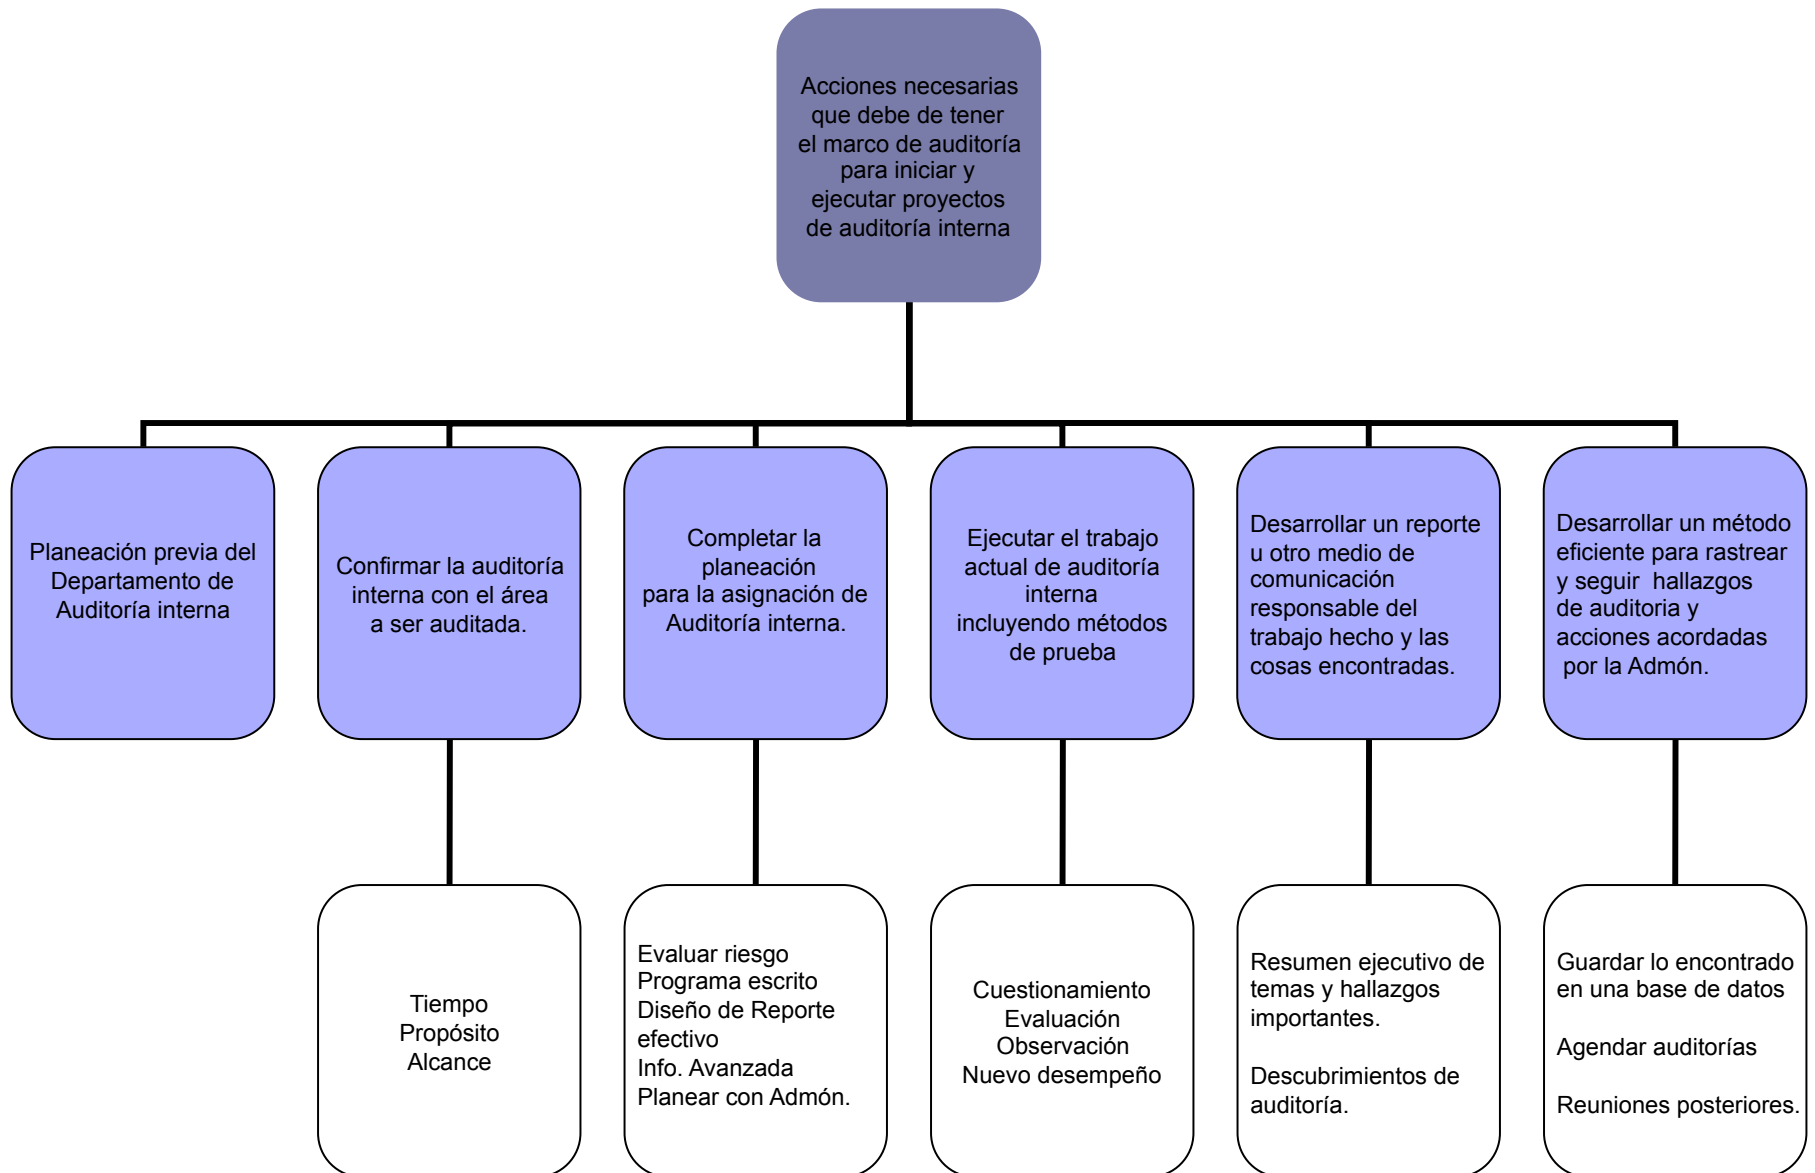 Acciones necesarias
que debe de tener
el marco de auditoría
para iniciar y
ejecutar proyectos
de auditoría interna
Planeación previa del
Departamento de
Auditoría interna
Confirmar la auditoría
interna con el área
a ser auditada.
Completar la
planeación
para la asignación de
Auditoría interna.
Ejecutar el trabajo
actual de auditoría
interna
incluyendo métodos
de prueba
Desarrollar un reporte
u otro medio de
comunicación
responsable del
trabajo hecho y las
cosas encontradas.
Desarrollar un método
eficiente para rastrear
y seguir hallazgos
de auditoria y
acciones acordadas
por la Admón.
Tiempo
Propósito
Alcance
Evaluar riesgo
Programa escrito
Diseño de Reporte
efectivo
Info. Avanzada
Planear con Admón.
Cuestionamiento
Evaluación
Observación
Nuevo desempeño
Resumen ejecutivo de
temas y hallazgos
importantes.
Descubrimientos de
auditoría.
Guardar lo encontrado
en una base de datos
Agendar auditorías
Reuniones posteriores.